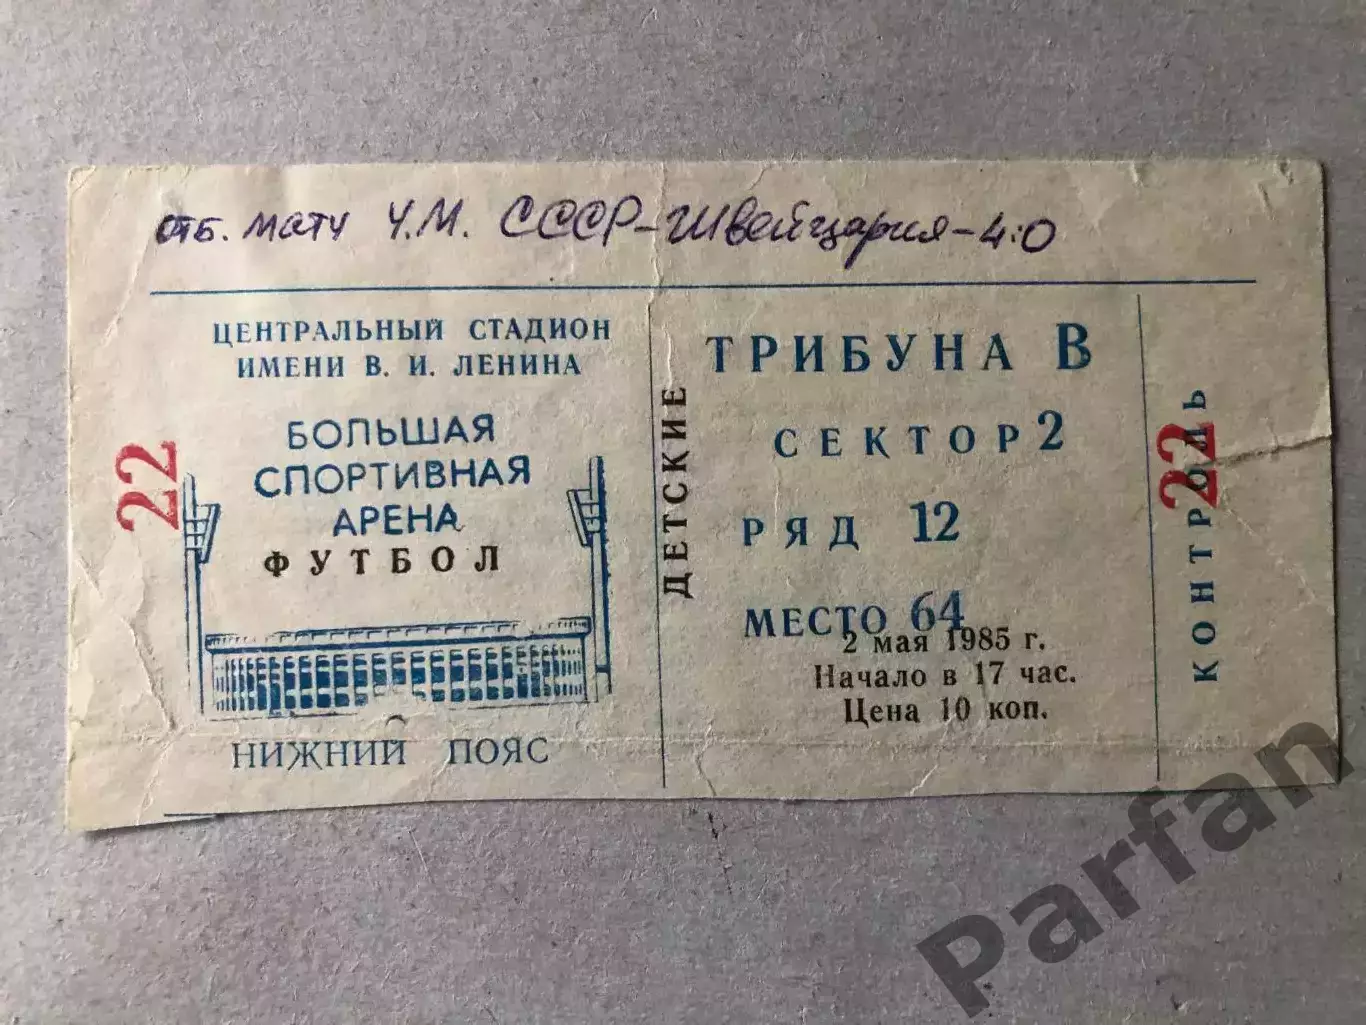 отб. матч Ч.М. СССР-Швейцария-4:0
ЦЕНТРАЛЬНЫЙ СТАДИОН
ИМЕНИ В. И. ЛЕНИНА
БОЛЬШАЯ
СПОРТИВНАЯ
АРЕНА
ФУТБОЛ
22
НИЖНИЙ ПОЯС
ДЕТСКИЕ
ТРИБУНА В
СЕКТОР 2
РЯД 12
МЕСТО 64
2 мая 1985 г.
Начало в 17 час.
Цена 10 коп.
КОНТРОЛЬ
22
Parfan